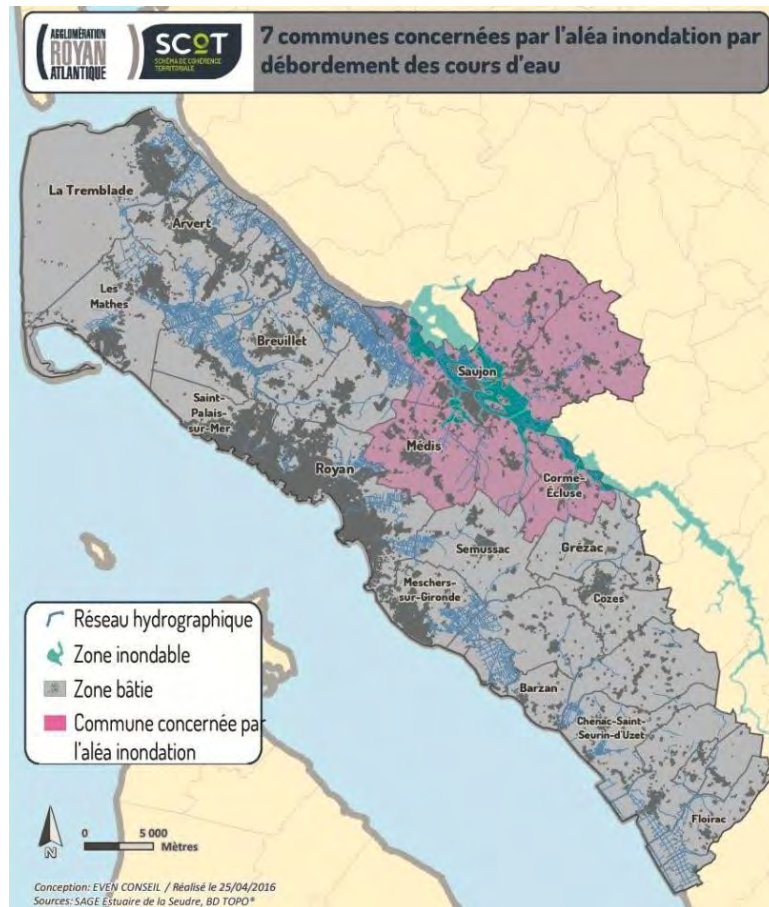 AGGLOMÉRATION
ROYAN
ATLANTIQUE
SCOT
SCHÉMA DE COHÉRENCE
TERRITORIALE
7 communes concernées par l'aléa inondation par
débordement des cours d'eau
La Tremblade
Arvert
Les
Mathes
Breuillet
Saujon
Saint-
Palais-
sur-Mer
Médis
Royan
Corme-
Écluse
Semussac
Grézac
Meschers-
sur-Gironde
Cozes
Barzan
Chenac-Saint-
Seurin-d'Uzet
Floirac
Réseau hydrographique
Zone inondable
Zone bâtie
Commune concernée par
l'aléa inondation
N
0 5 000
Mètres
Conception: EVEN CONSEIL / Réalisé le 25/04/2016
Sources: SAGE Estuaire de la Seudre, BD TOPO®